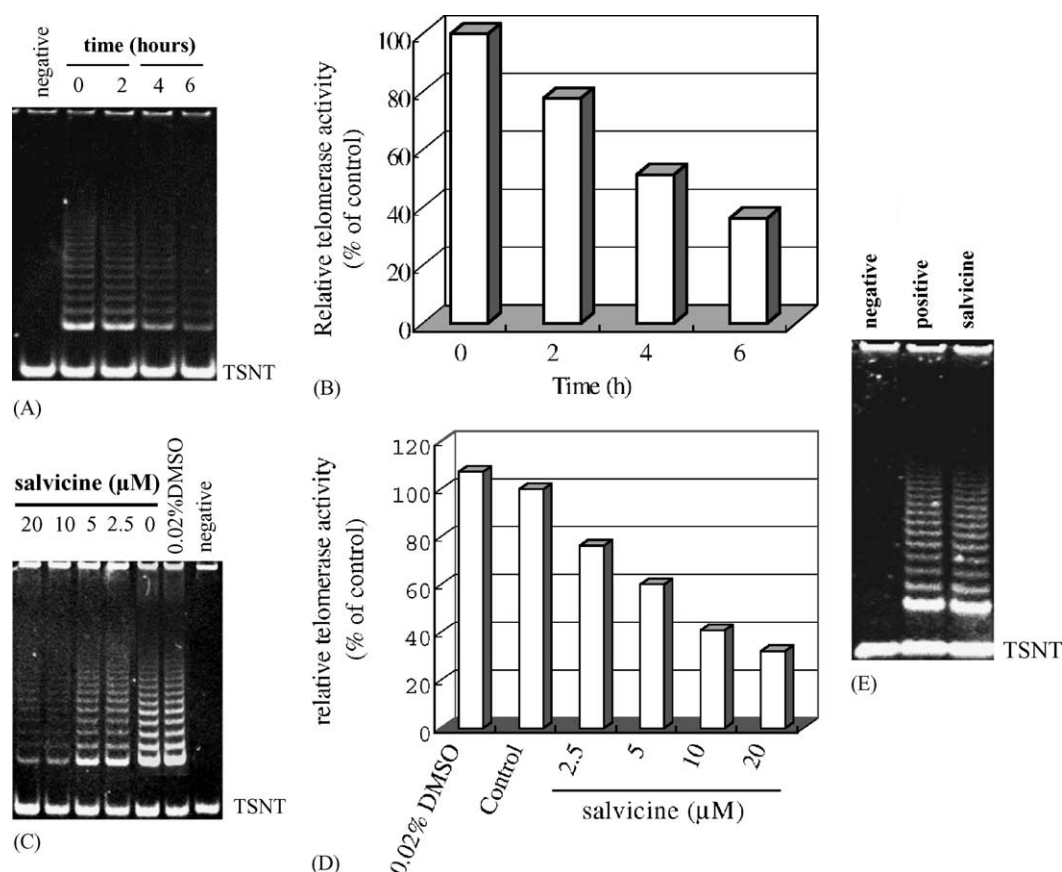 negative
time (hours)
0 2 4 6
TSNT
(A)
Relative telomerase activity
(% of control)
100
80
60
40
20
0
0 2 4 6
Time (h)
(B)
salvicine (µM)
20 10 5 2.5 0
0.02%DMSO
negative
TSNT
(C)
relative telomerase activity
(% of control)
120
100
80
60
40
20
0
0.02% DMSO
Control
2.5
5
10
20
salvicine (µM)
(D)
negative
positive
salvicine
TSNT
(E)